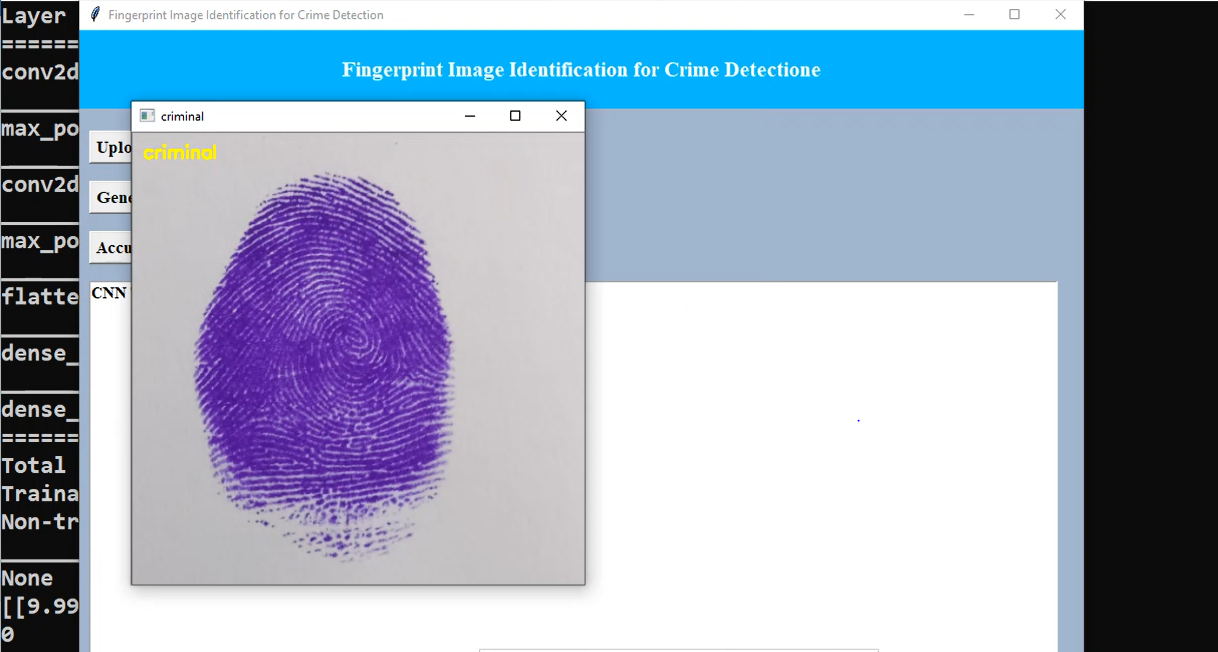 Layer
======
conv2d
max_po
conv2d
max_po
flatte
dense_
dense_
======
Total
Traina
Non-tr
None
[[9.99
0
Fingerprint Image Identification for Crime Detection
Fingerprint Image Identification for Crime Detectione
criminal
criminal
Uplo
Gene
Accu
CNN